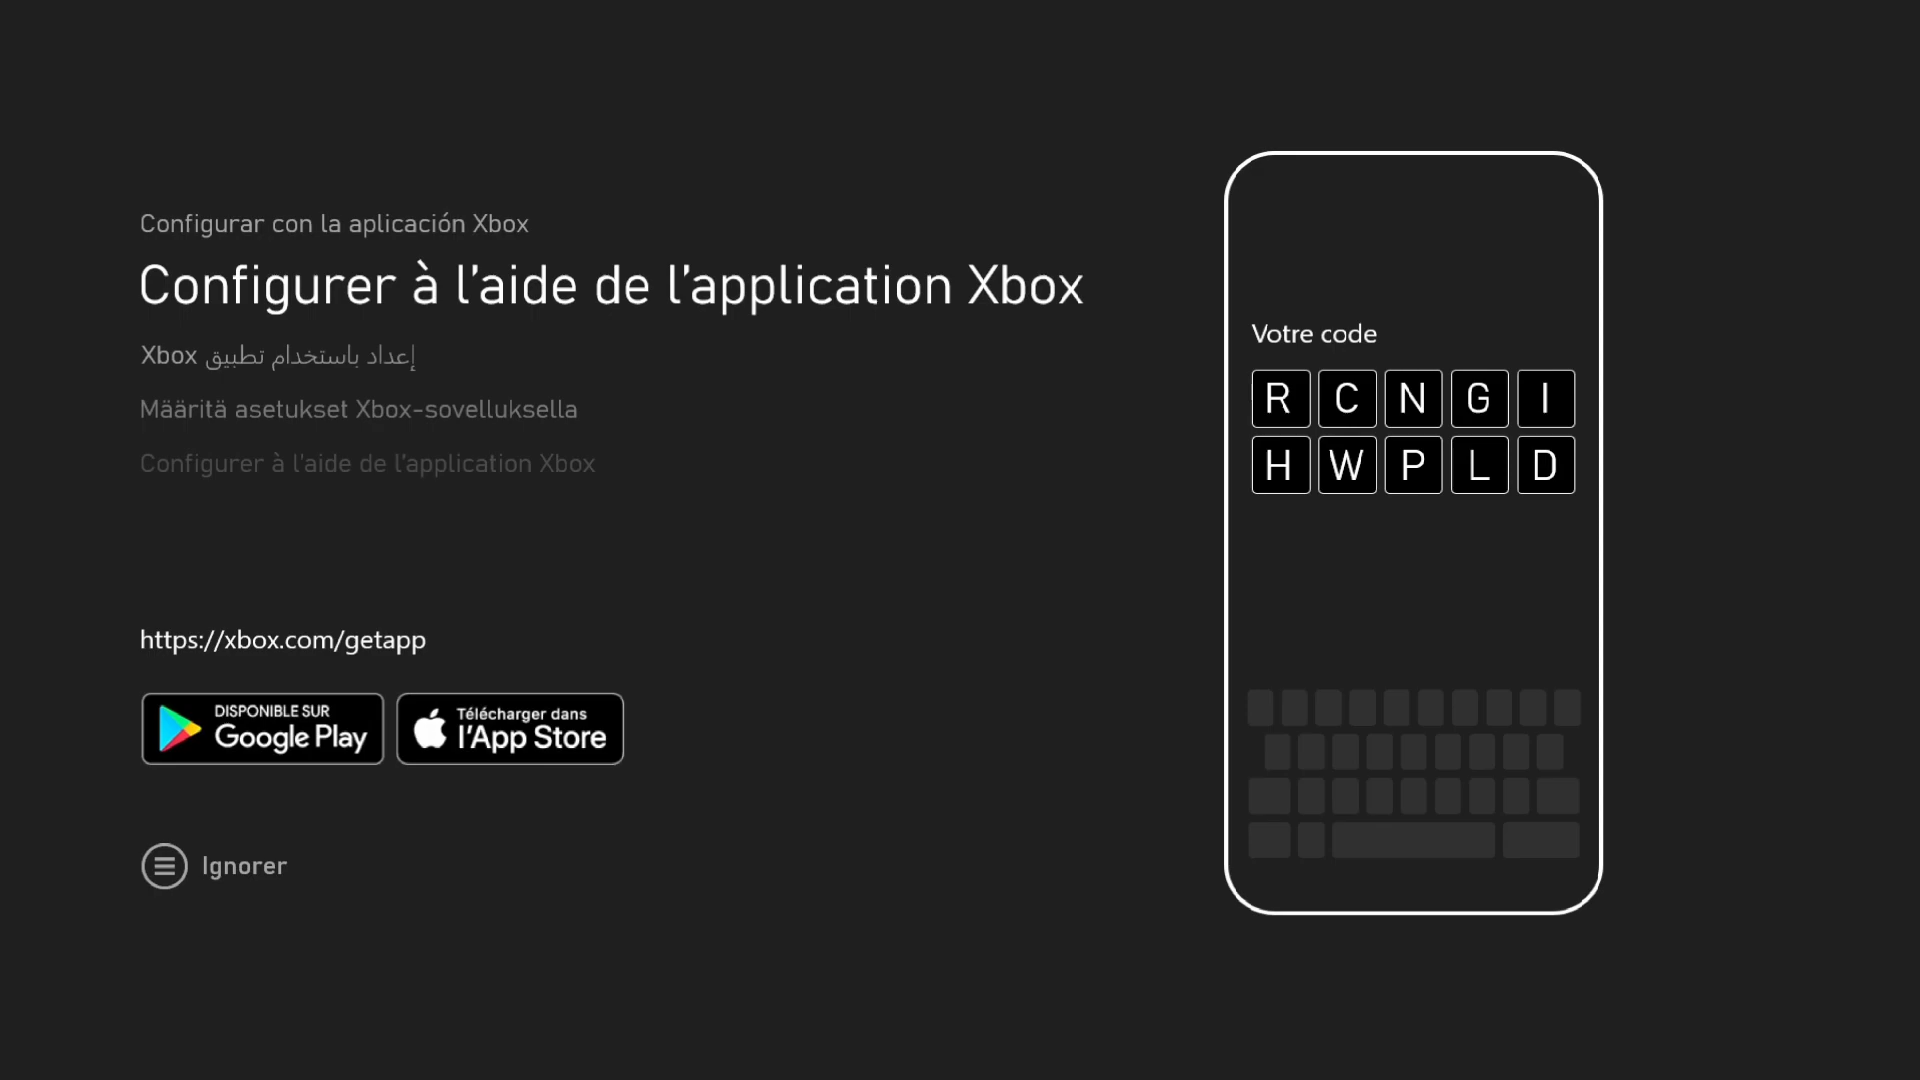 Configurar con la aplicación Xbox
Configurer à l’aide de l’application Xbox
إعداد باستخدام تطبيق Xbox
Määritä asetukset Xbox-sovelluksella
Configurer à l'aide de l'application Xbox
https://xbox.com/getapp
DISPONIBLE SUR
Google Play
Télécharger dans
l'App Store
Ignorer
Votre code
R C N G I
H W P L D